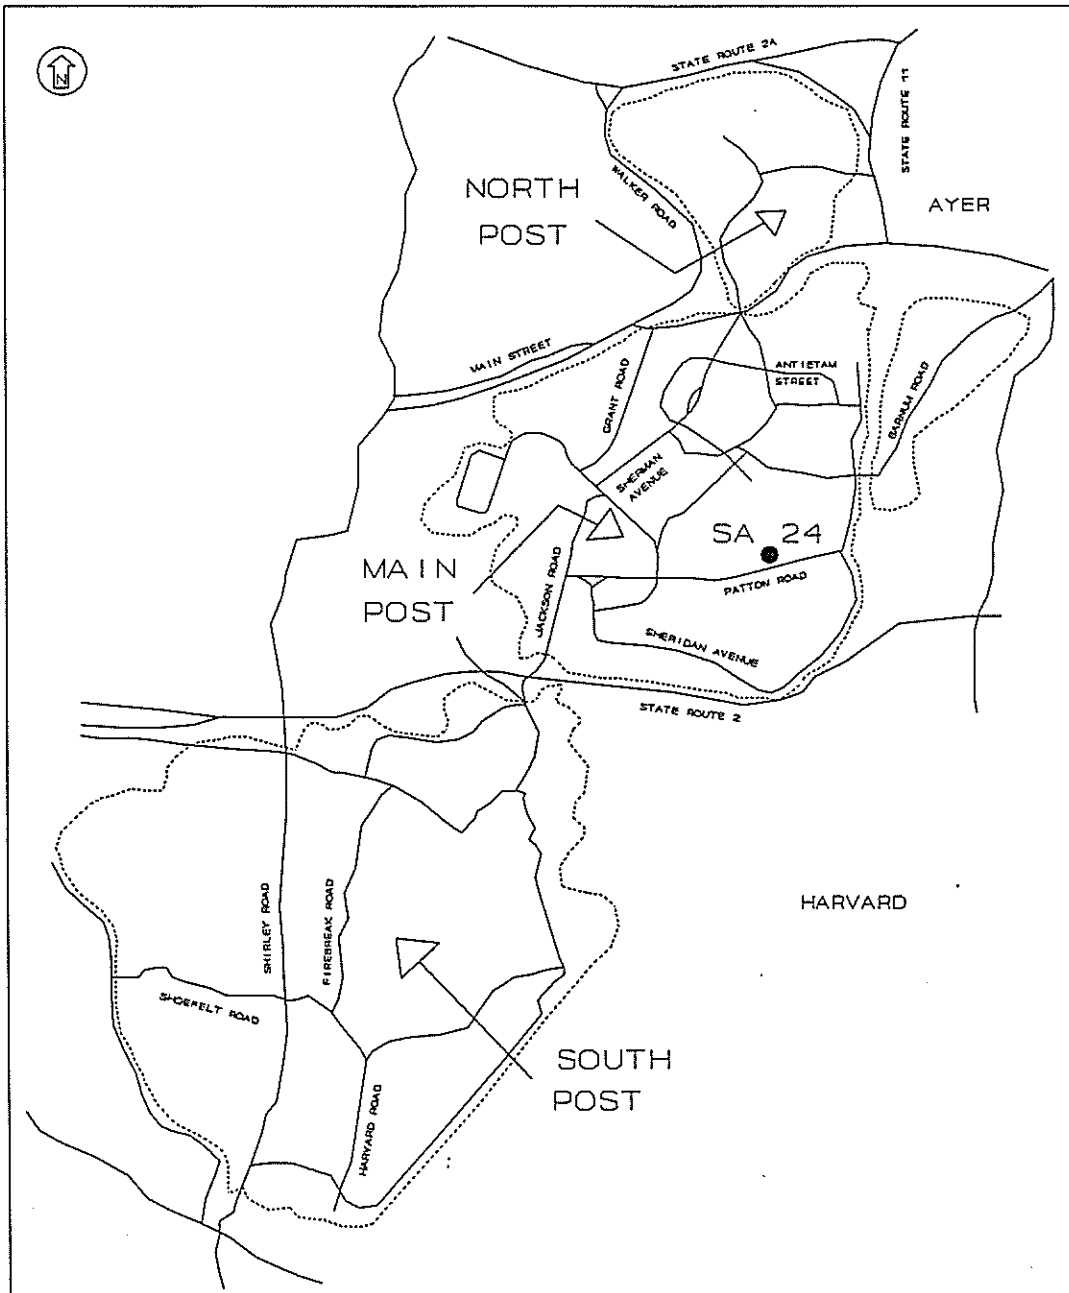 N
STATE ROUTE 2A
STATE ROUTE 11
NORTH
POST
WALKER ROAD
AYER
MAIN STREET
GRANT ROAD
ANTIETAM
STREET
BARNUM ROAD
SHERMAN
AVENUE
SA 24
MAIN
POST
JACKSON ROAD
PATTON ROAD
SHERIDAN AVENUE
STATE ROUTE 2
SHIRLEY ROAD
FIREBREAK ROAD
HARVARD
SHOEFELT ROAD
SOUTH
POST
HARVARD ROAD